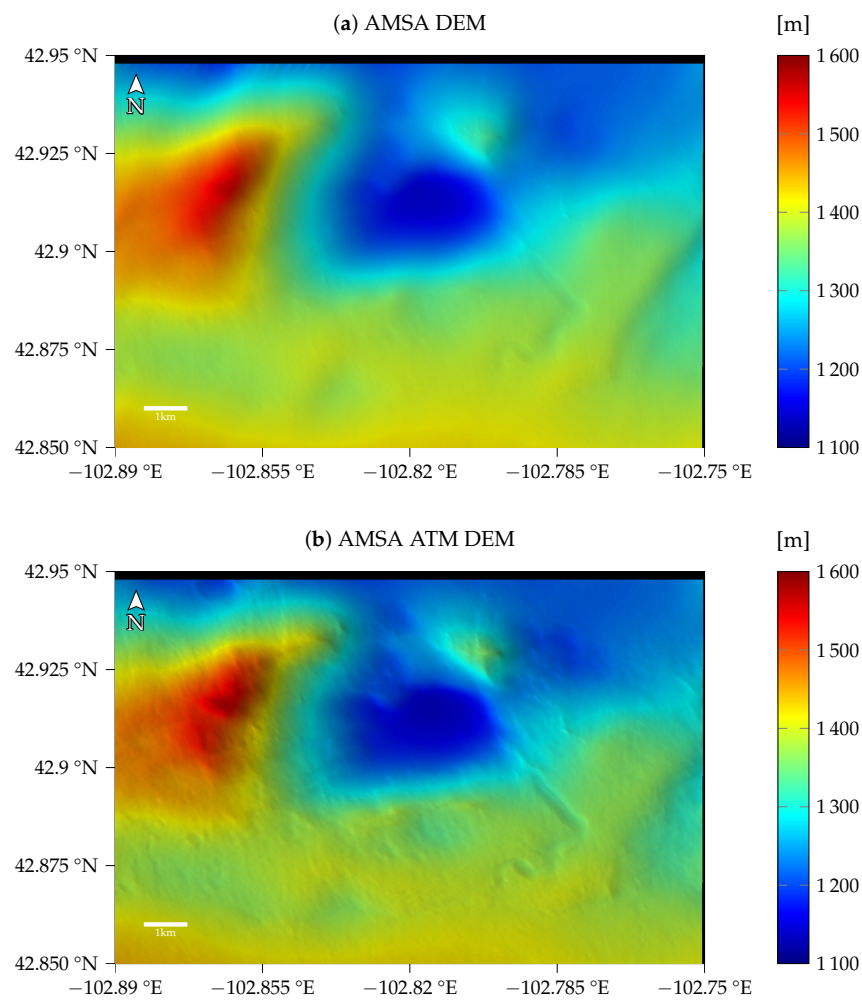 (a) AMSA DEM
[m]
42.95 °N
42.925 °N
42.9 °N
42.875 °N
42.850 °N
N
1km
−102.89 °E
−102.855 °E
−102.82 °E
−102.785 °E
−102.75 °E
1 600
1 500
1 400
1 300
1 200
1 100
(b) AMSA ATM DEM
[m]
42.95 °N
42.925 °N
42.9 °N
42.875 °N
42.850 °N
N
1km
−102.89 °E
−102.855 °E
−102.82 °E
−102.785 °E
−102.75 °E
1 600
1 500
1 400
1 300
1 200
1 100